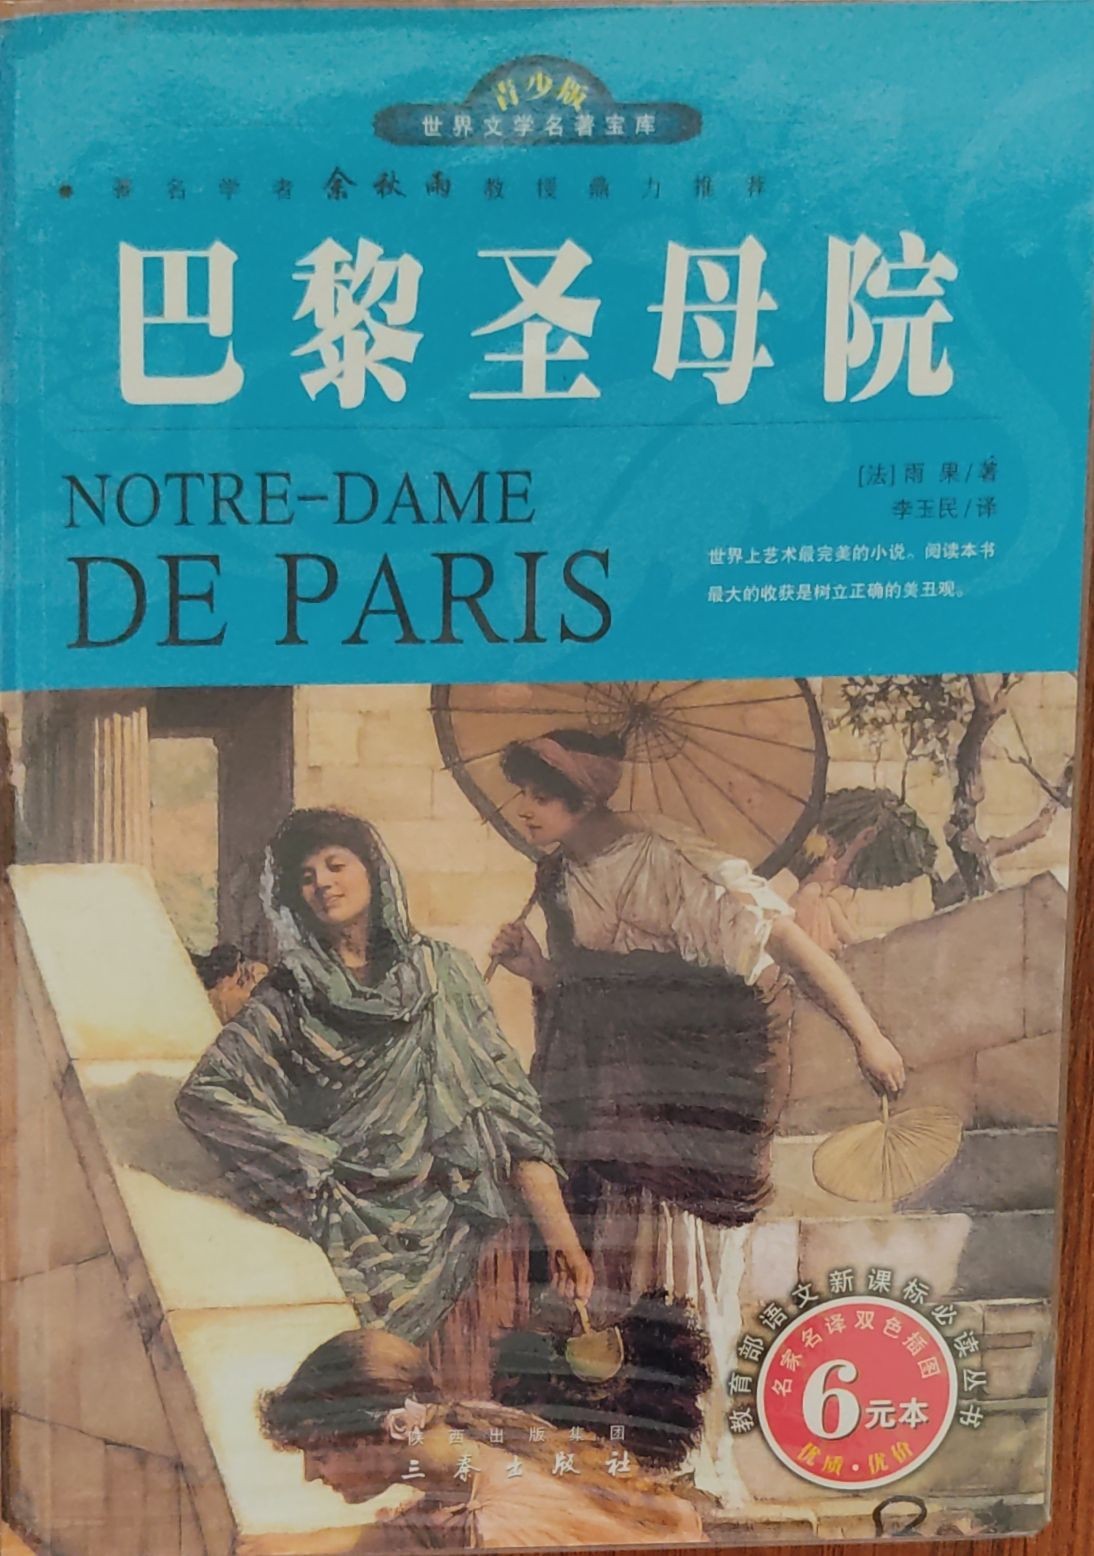 青少版
世界文学名著宝库
著名学者余秋雨教授鼎力推荐
巴黎圣母院
NOTRE-DAME
DE PARIS
[法]雨 果/著
李玉民/译
世界上艺术最完美的小说。阅读本书
最大的收获是树立正确的美丑观。
教育部语文新课标必读丛书
名家名译双色插图
6元本
优质·优价
陕西出版集团
三秦出版社